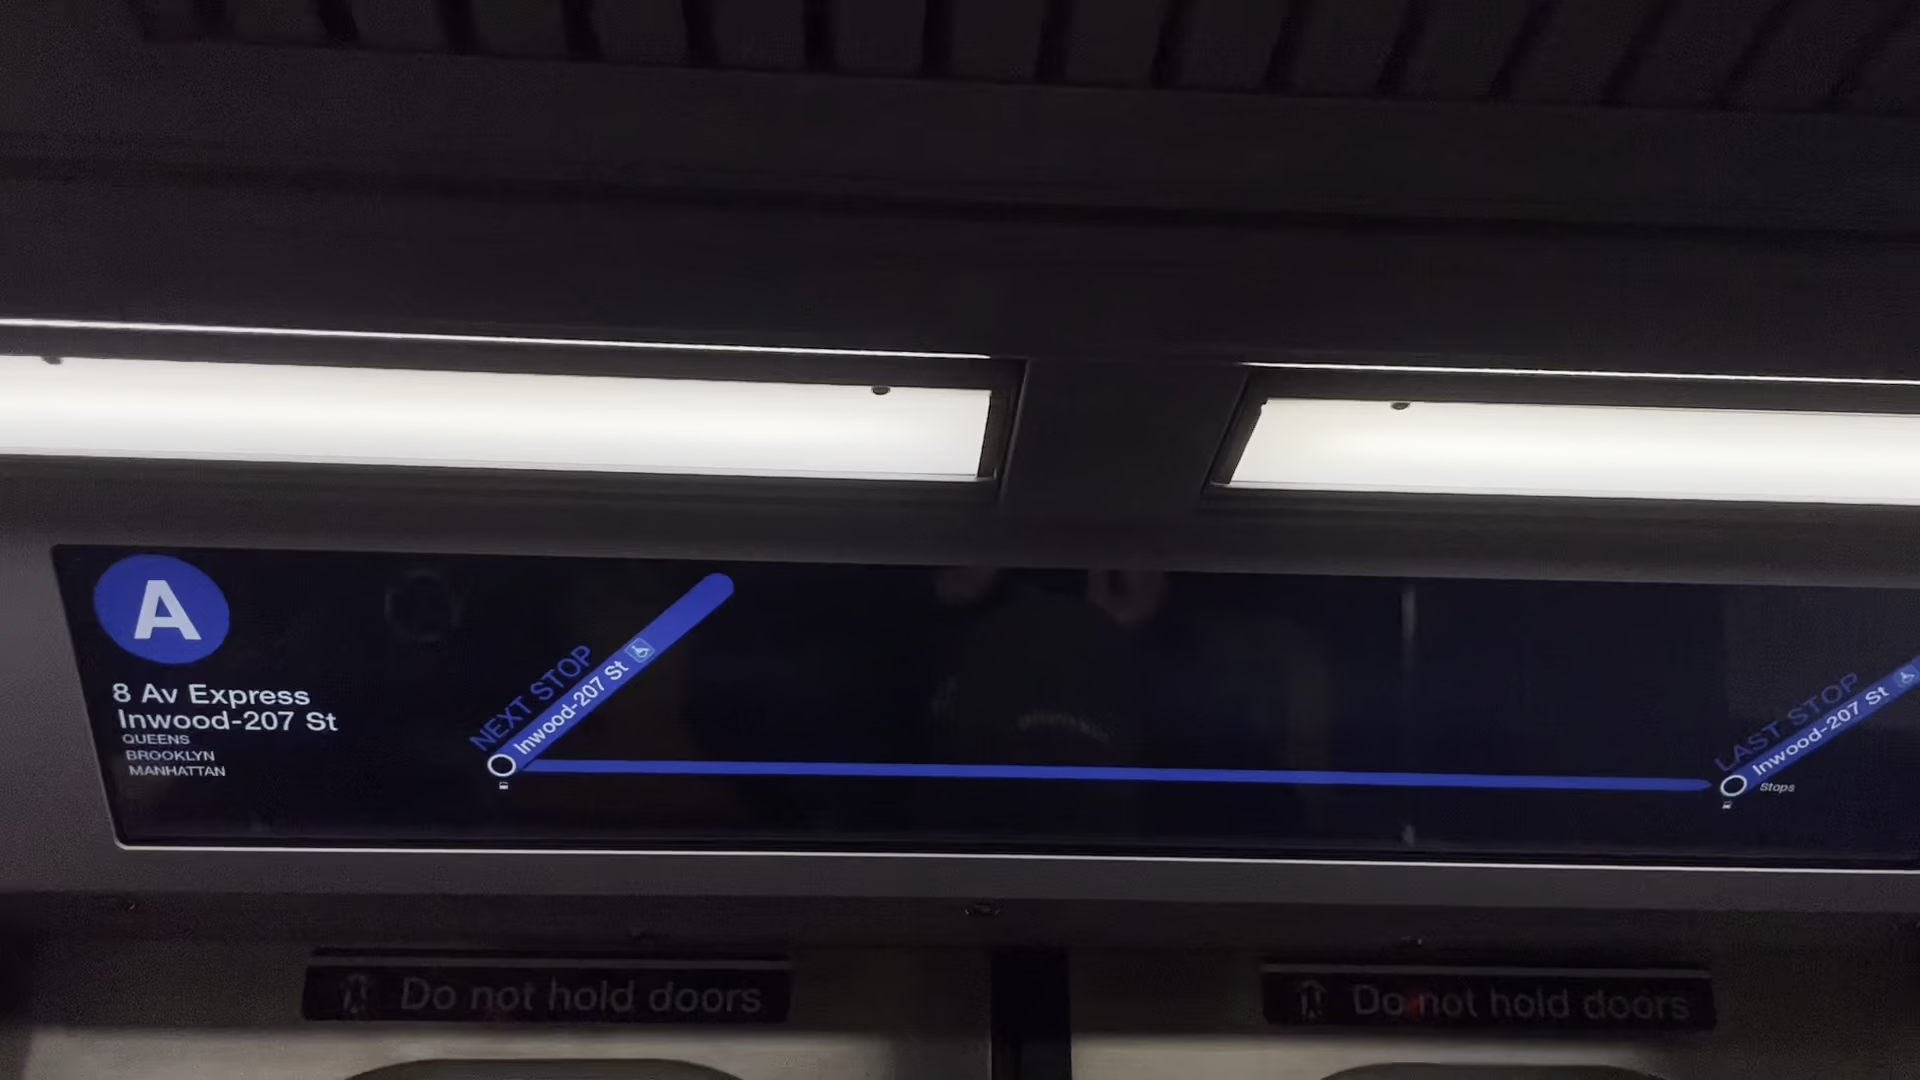 A
8 Av Express
Inwood-207 St
QUEENS
BROOKLYN
MANHATTAN
NEXT STOP
Inwood-207 St
LAST STOP
Inwood-207 St
Stops
Do not hold doors
Do not hold doors